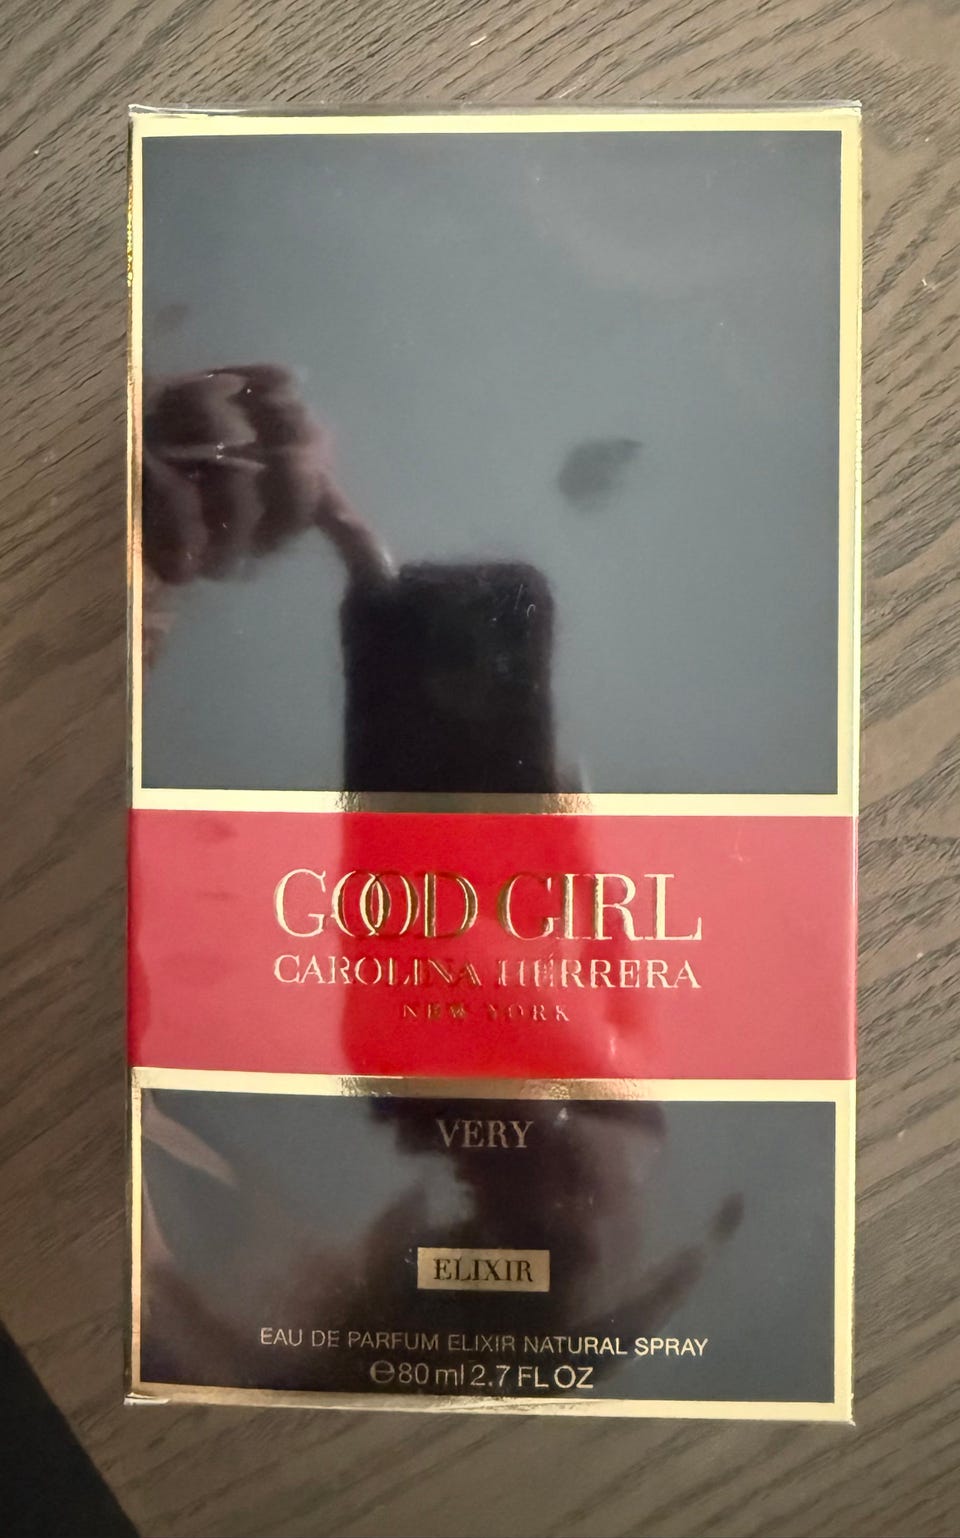 GOOD GIRL
CAROLINA HERRERA
NEW YORK
VERY
ELIXIR
EAU DE PARFUM ELIXIR NATURAL SPRAY
℮80 ml 2.7 FL OZ